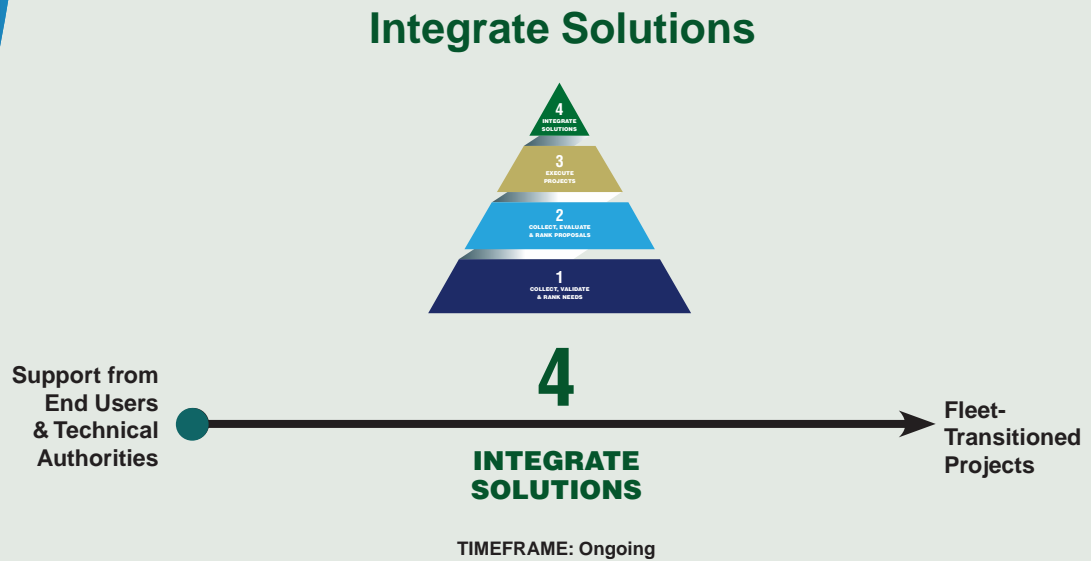 Integrate Solutions
4
INTEGRATE
SOLUTIONS
3
EXECUTE
PROJECTS
2
COLLECT, EVALUATE
& RANK PROPOSALS
1
COLLECT, VALIDATE
& RANK NEEDS
Support from
End Users
& Technical
Authorities
4
INTEGRATE
SOLUTIONS
Fleet-
Transitioned
Projects
TIMEFRAME: Ongoing